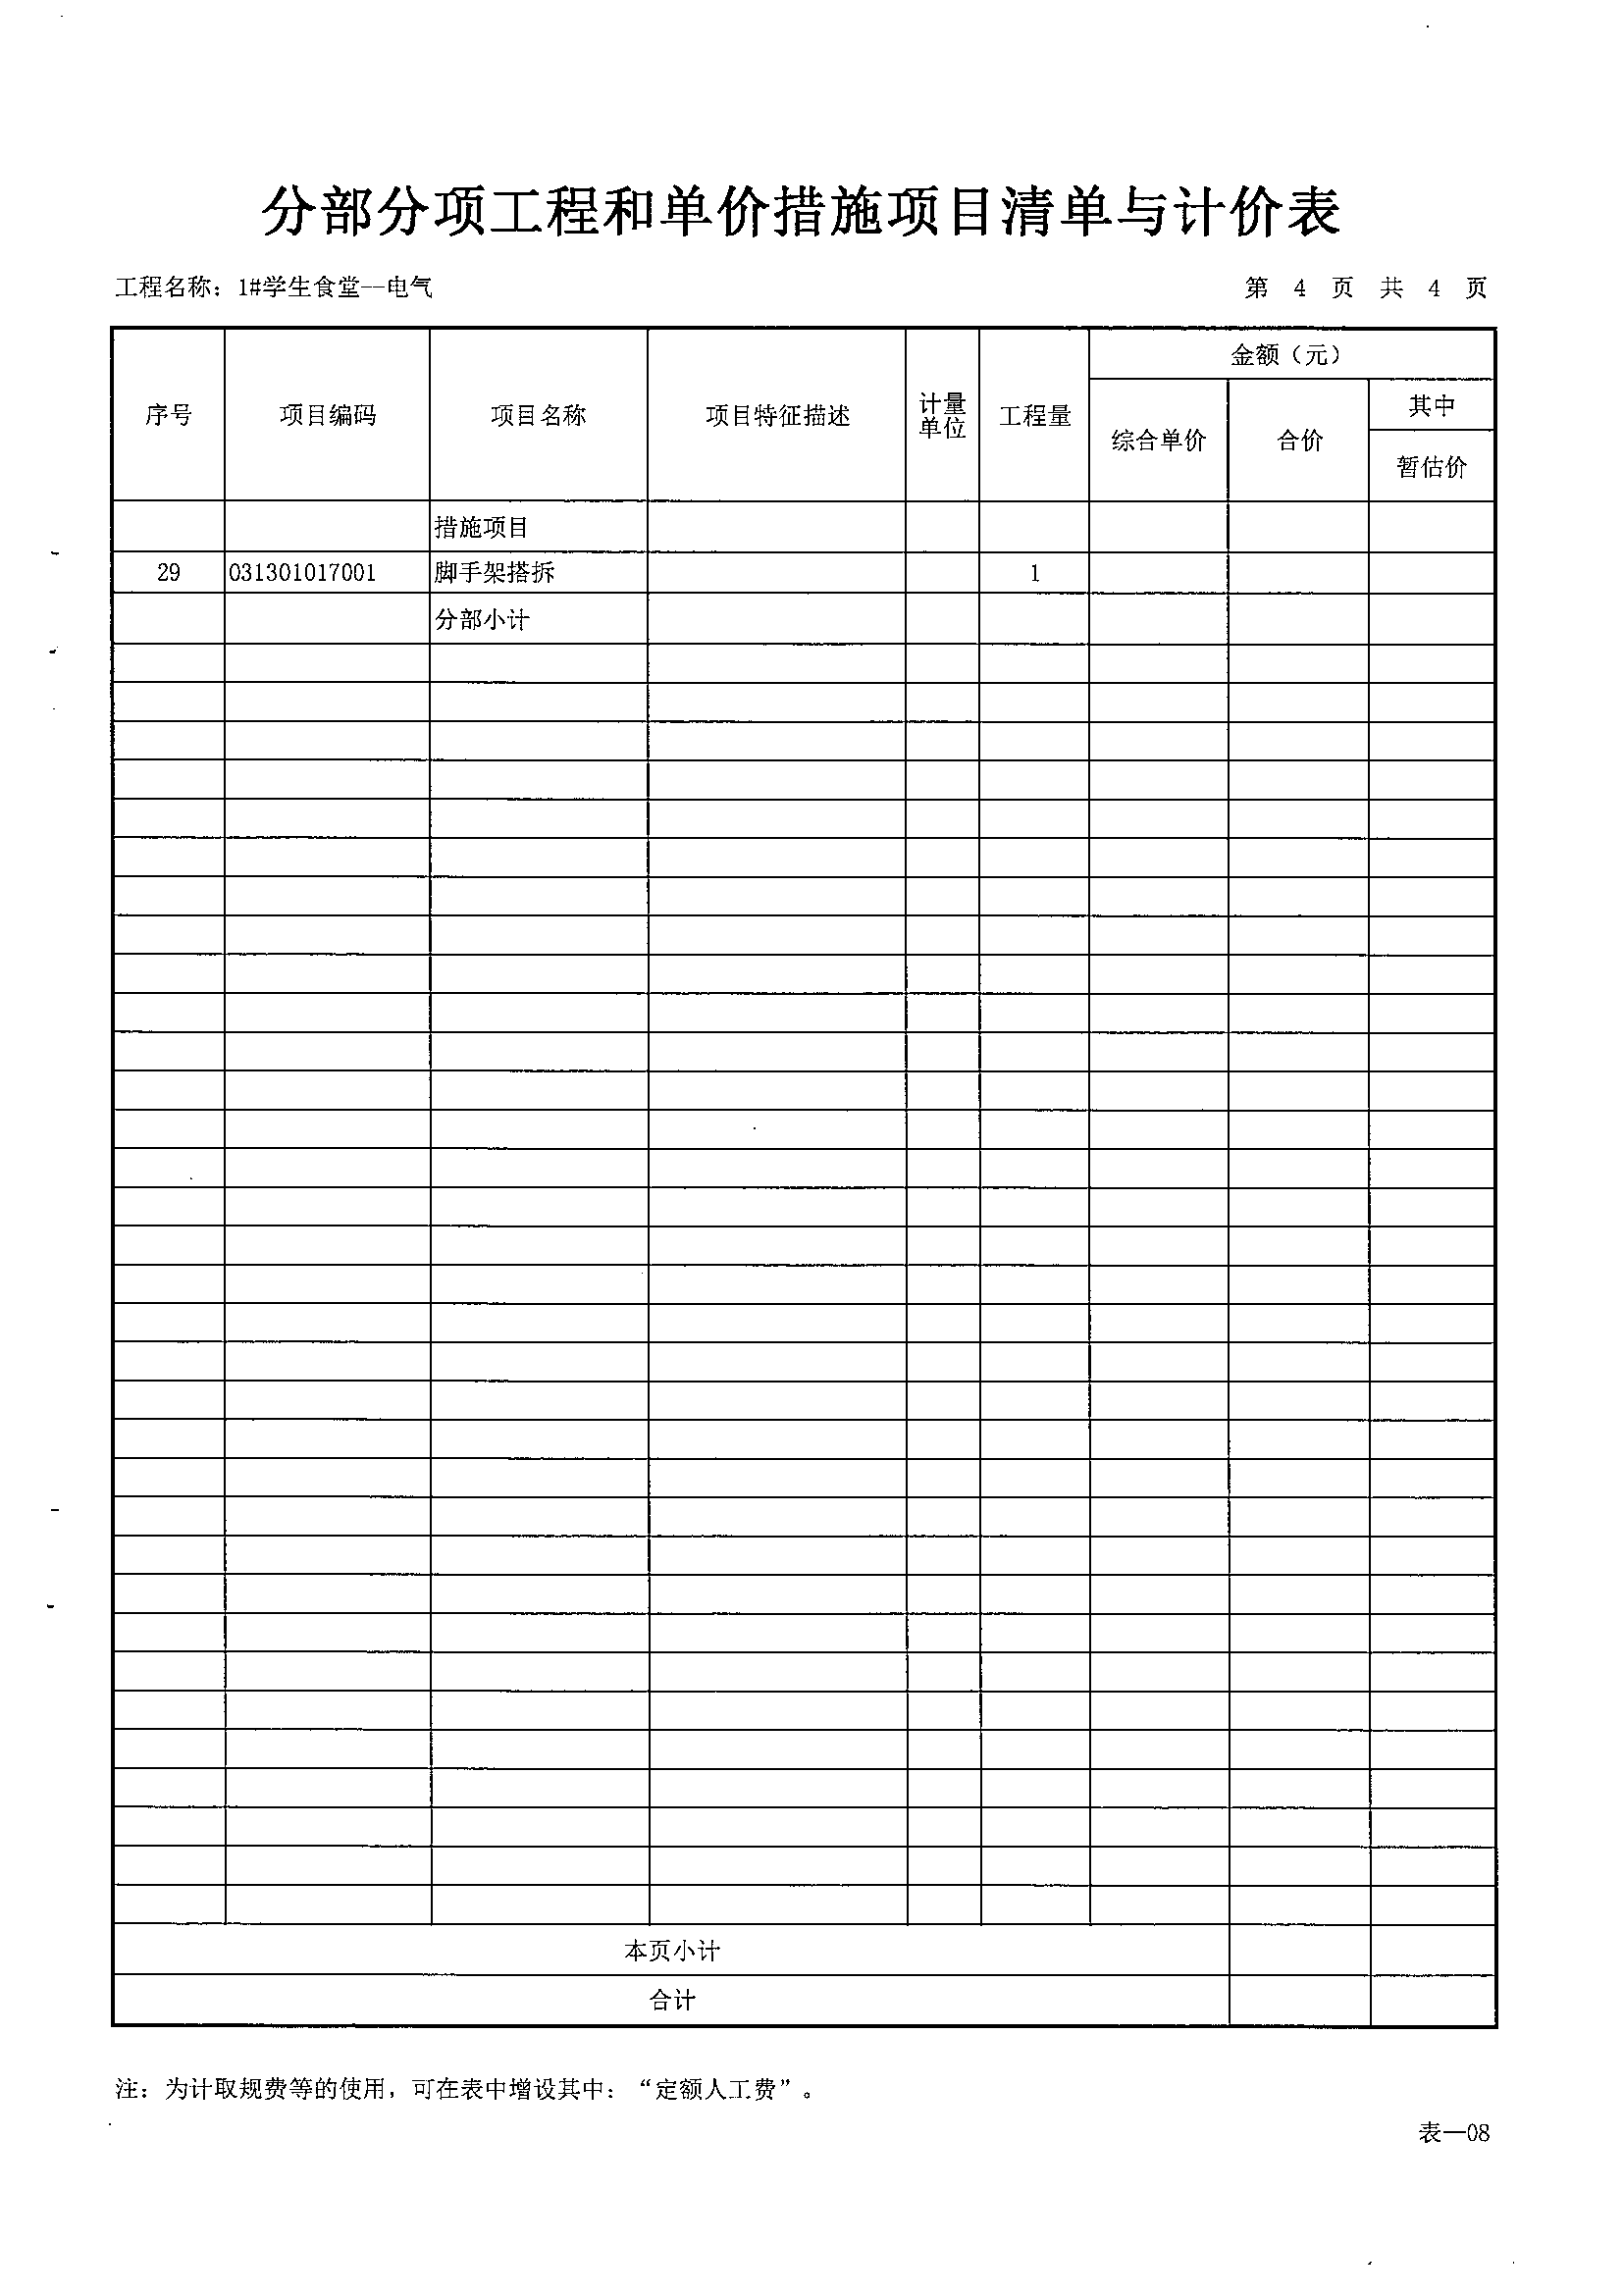 分部分项工程和单价措施项目清单与计价表
工程名称：1#学生食堂--电气 第 4 页 共 4 页
金额（元）
序号 项目编码 项目名称 项目特征描述 计量单位 工程量 综合单价 合价 其中
暂估价
措施项目
29 031301017001 脚手架搭拆 1
分部小计
本页小计
合计
注：为计取规费等的使用，可在表中增设其中：“定额人工费”。
表—08